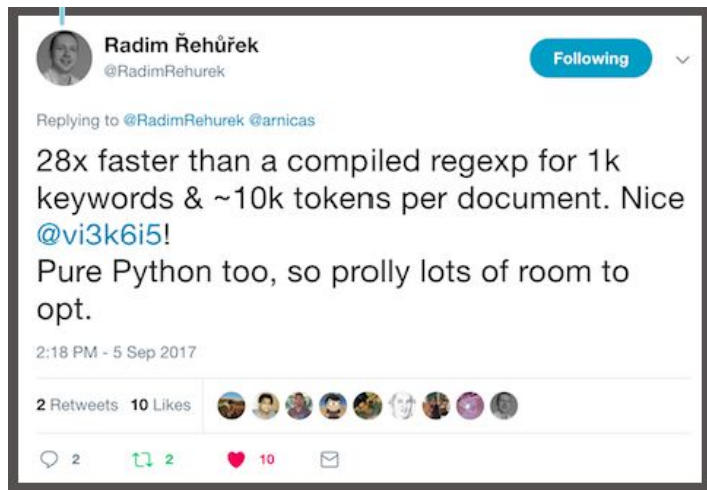 Radim Řehůřek
@RadimRehurek
Following
Replying to @RadimRehurek @arnicas
28x faster than a compiled regexp for 1k
keywords & ~10k tokens per document. Nice
@vi3k6i5!
Pure Python too, so prolly lots of room to
opt.
2:18 PM - 5 Sep 2017
2 Retweets 10 Likes
2 2 10